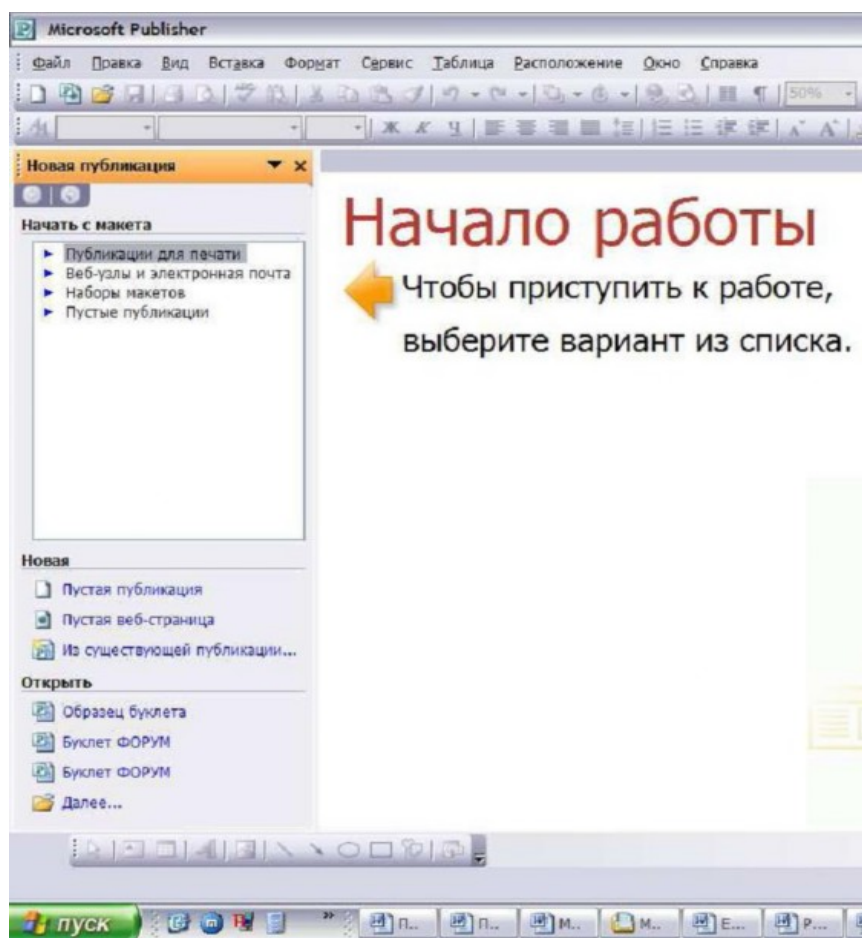 Microsoft Publisher
Файл Правка Вид Вставка Формат Сервис Таблица Расположение Окно Справка
50%
Ж К Ч
Новая публикация
Начать с макета
Публикации для печати
Веб-узлы и электронная почта
Наборы макетов
Пустые публикации
Начало работы
Чтобы приступить к работе,
выберите вариант из списка.
Новая
Пустая публикация
Пустая веб-страница
Из существующей публикации...
Открыть
Образец буклета
Буклет ФОРУМ
Буклет ФОРУМ
Далее...
пуск П.. П.. М.. М.. Е... Р...